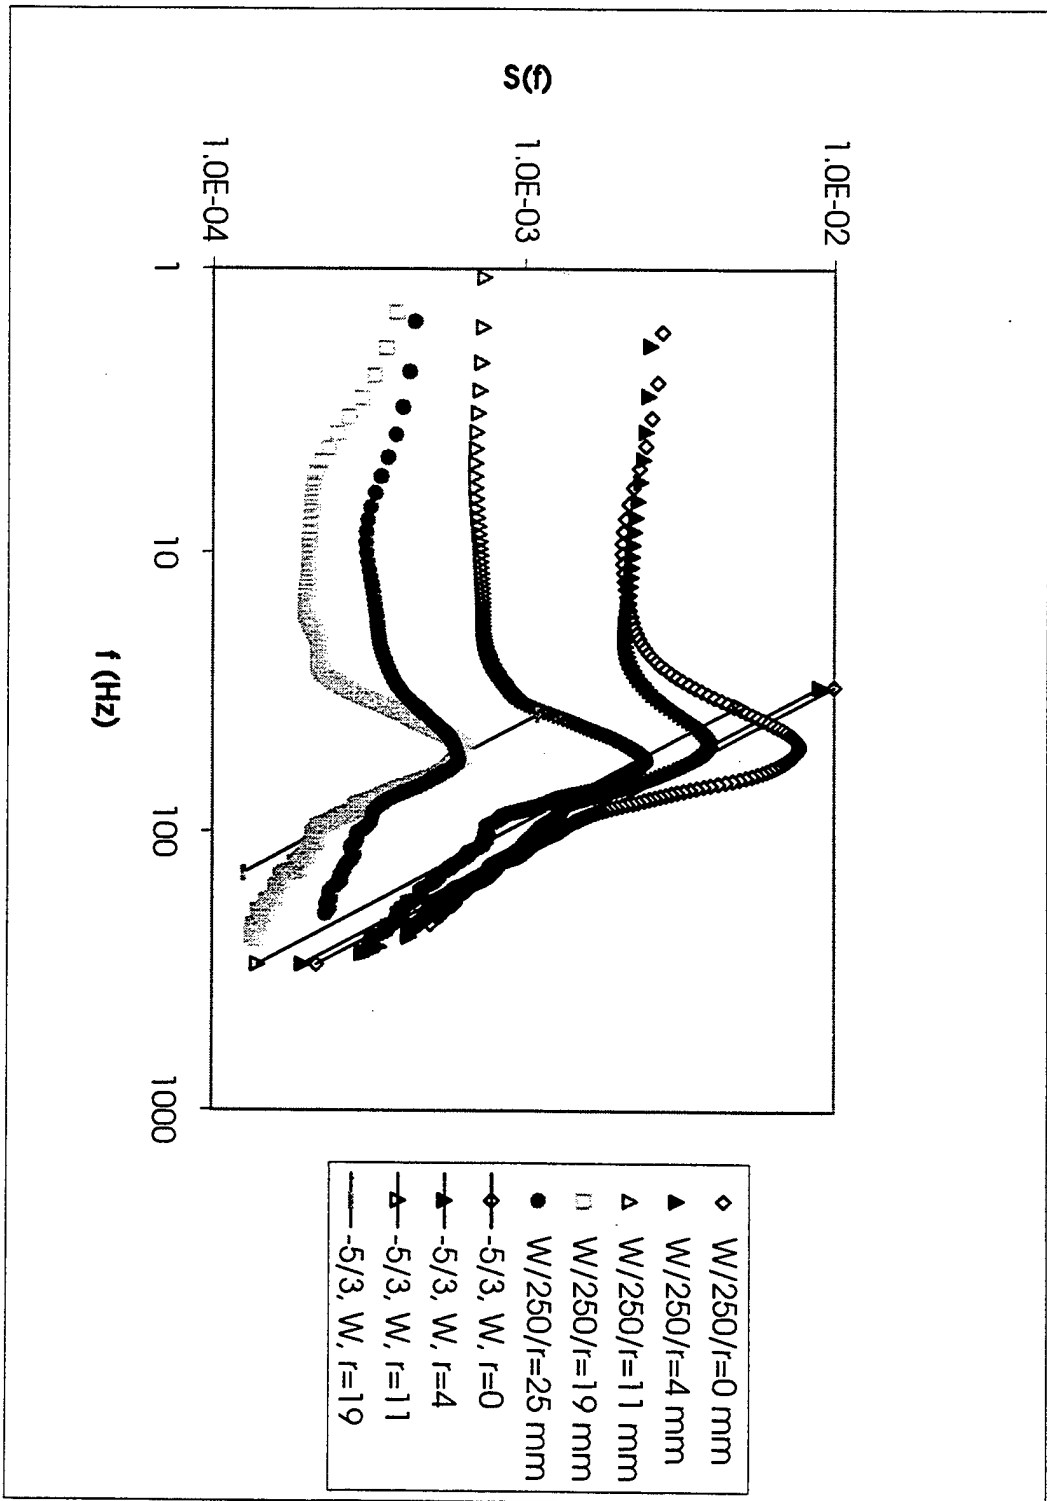 S(f)
1.0E-02
1.0E-03
1.0E-04
1
10
100
1000
f (Hz)
W/250/r=0 mm
W/250/r=4 mm
W/250/r=11 mm
W/250/r=19 mm
W/250/r=25 mm
-5/3, W, r=0
-5/3, W, r=4
-5/3, W, r=11
-5/3, W, r=19